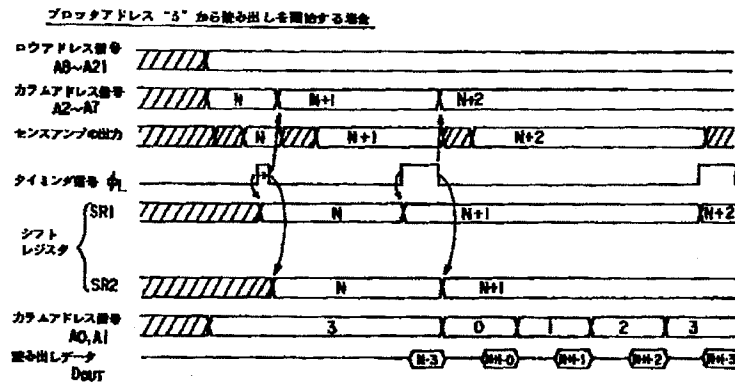 ブロックアドレス "3" から読み出しを開始する場合
ロウアドレス信号
A8~A21
カラムアドレス信号 N N+1 N+2
A2~A7
センスアンプの出力 N N+1 N+2
タイミング信号 φL
SR1 N N+1 N+2
シフト
レジスタ
SR2 N N+1
カラムアドレス信号 3 0 1 2 3
A0,A1
読み出しデータ N-3 N+1-0 N+1-1 N+1-2 N+1-3
DOUT